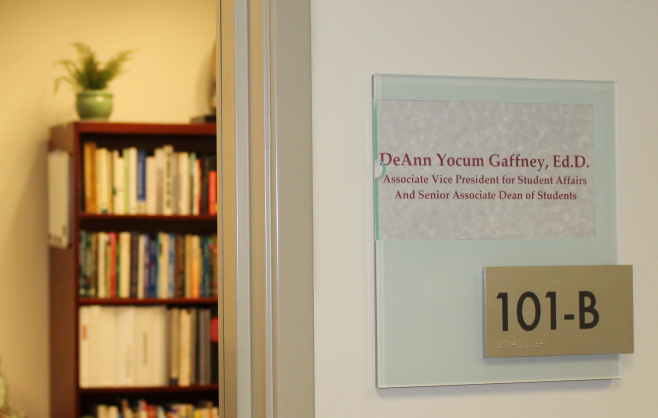 DeAnn Yocum Gaffney, Ed.D.
Associate Vice President for Student Affairs
And Senior Associate Dean of Students
101-B